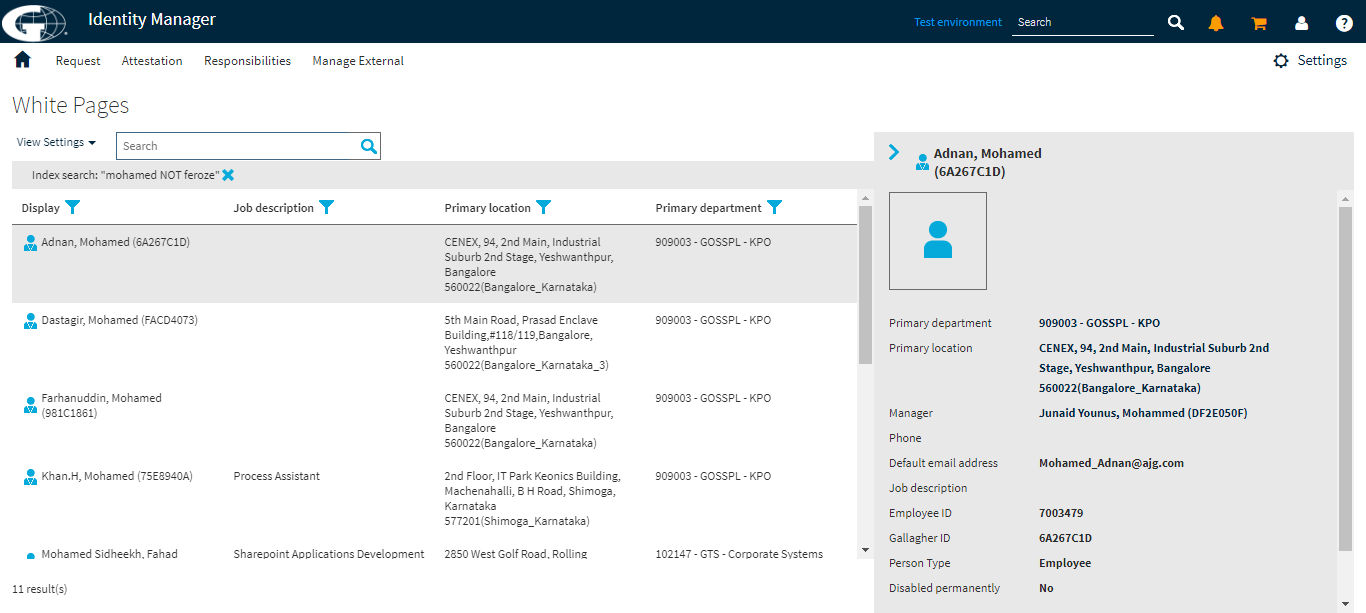 Identity Manager
Test environment
Search
Request
Attestation
Responsibilities
Manage External
Settings
White Pages
View Settings
Search
Index search: "mohamed NOT feroze"
Display
Job description
Primary location
Primary department
Adnan, Mohamed (6A267C1D)
CENEX, 94, 2nd Main, Industrial
Suburb 2nd Stage, Yeshwanthpur,
Bangalore
560022(Bangalore_Karnataka)
909003 - GOSSPL - KPO
Dastagir, Mohamed (FACD4073)
5th Main Road, Prasad Enclave
Building,#118/119,Bangalore,
Yeshwanthpur
560022(Bangalore_Karnataka_3)
909003 - GOSSPL - KPO
Farhanuddin, Mohamed
(981C1861)
CENEX, 94, 2nd Main, Industrial
Suburb 2nd Stage, Yeshwanthpur,
Bangalore
560022(Bangalore_Karnataka)
909003 - GOSSPL - KPO
Khan.H, Mohamed (75E8940A)
Process Assistant
2nd Floor, IT Park Keonics Building,
Machenahalli, B H Road, Shimoga,
Karnataka
577201(Shimoga_Karnataka)
909003 - GOSSPL - KPO
Mohamed Sidheekh, Fahad
Sharepoint Applications Development
2850 West Golf Road, Rolling
102147 - GTS - Corporate Systems
11 result(s)
Adnan, Mohamed
(6A267C1D)
Primary department
909003 - GOSSPL - KPO
Primary location
CENEX, 94, 2nd Main, Industrial Suburb 2nd
Stage, Yeshwanthpur, Bangalore
560022(Bangalore_Karnataka)
Manager
Junaid Younus, Mohammed (DF2E050F)
Phone
Default email address
Mohamed_Adnan@ajg.com
Job description
Employee ID
7003479
Gallagher ID
6A267C1D
Person Type
Employee
Disabled permanently
No